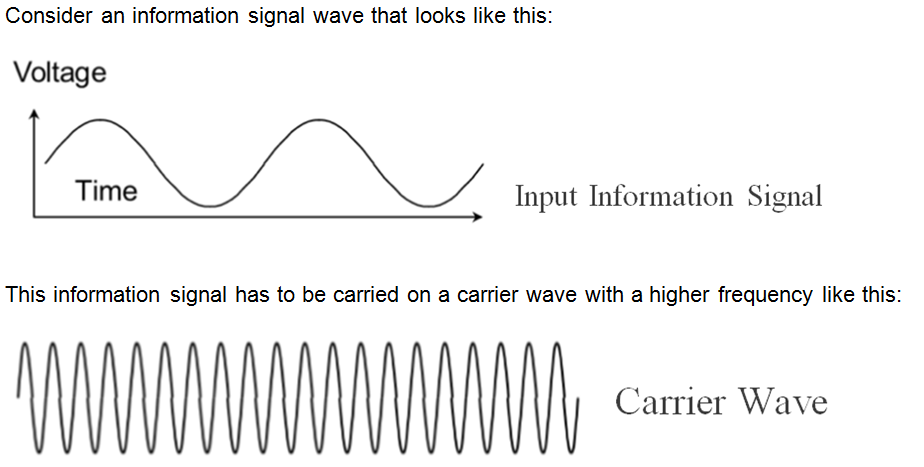 Consider an information signal wave that looks like this:
Voltage
Time
Input Information Signal
This information signal has to be carried on a carrier wave with a higher frequency like this:
Carrier Wave